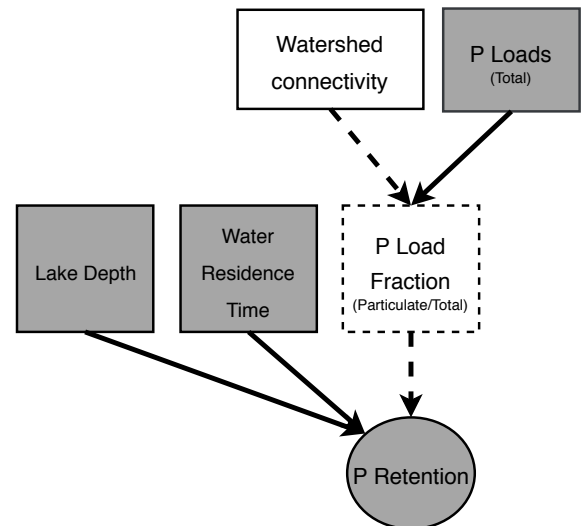 Watershed
connectivity
P Loads
(Total)
Lake Depth
Water
Residence
Time
P Load
Fraction
(Particulate/Total)
P Retention